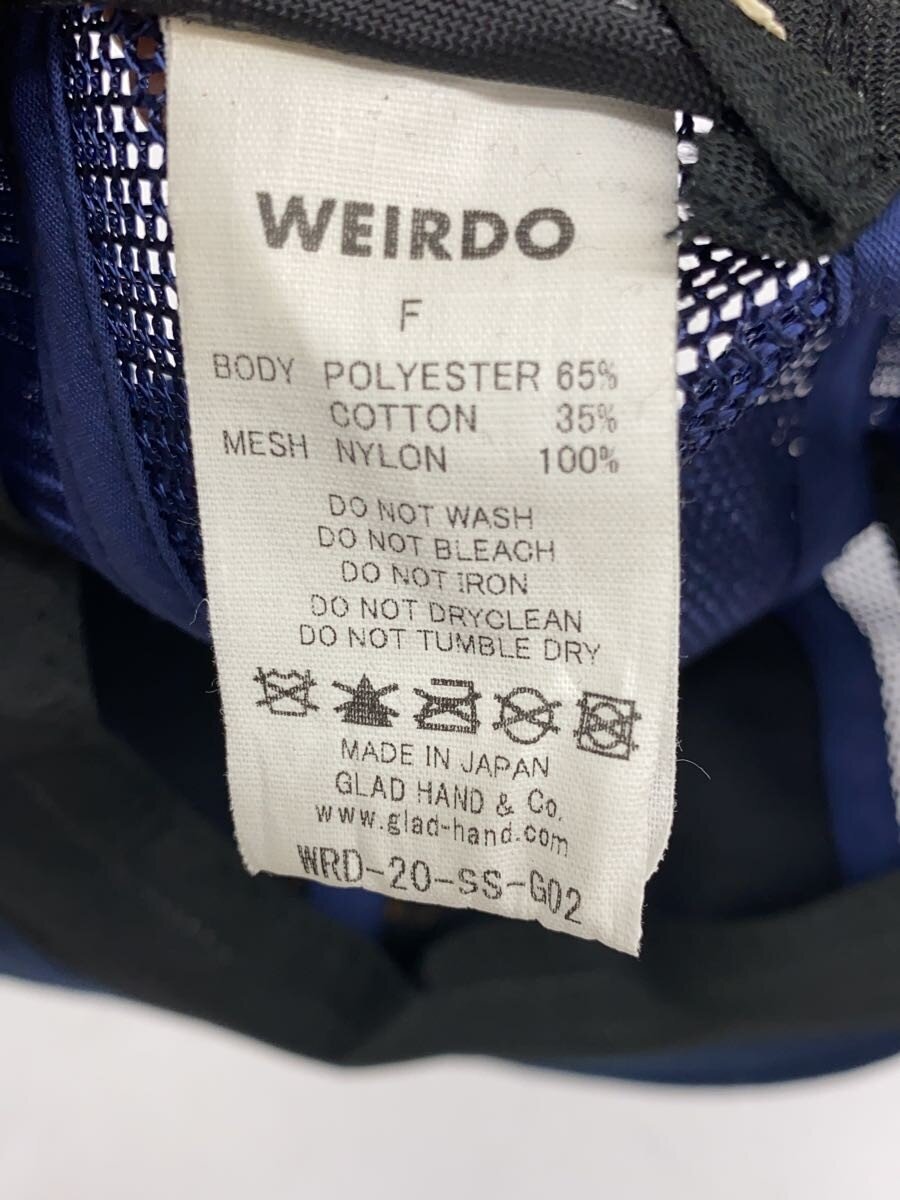 WEIRDO
F
BODY POLYESTER 65%
COTTON 35%
MESH NYLON 100%
DO NOT WASH
DO NOT BLEACH
DO NOT IRON
DO NOT DRYCLEAN
DO NOT TUMBLE DRY
MADE IN JAPAN
GLAD HAND & Co.
www.glad-hand.com
WRD-20-SS-G02